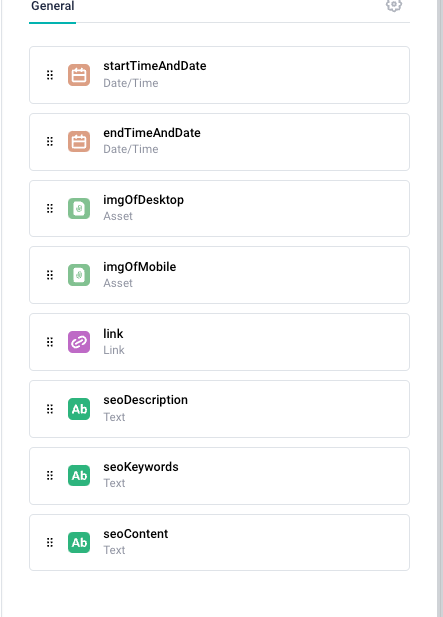 General
startTimeAndDate
Date/Time
endTimeAndDate
Date/Time
imgOfDesktop
Asset
imgOfMobile
Asset
link
Link
Ab
seoDescription
Text
Ab
seoKeywords
Text
Ab
seoContent
Text